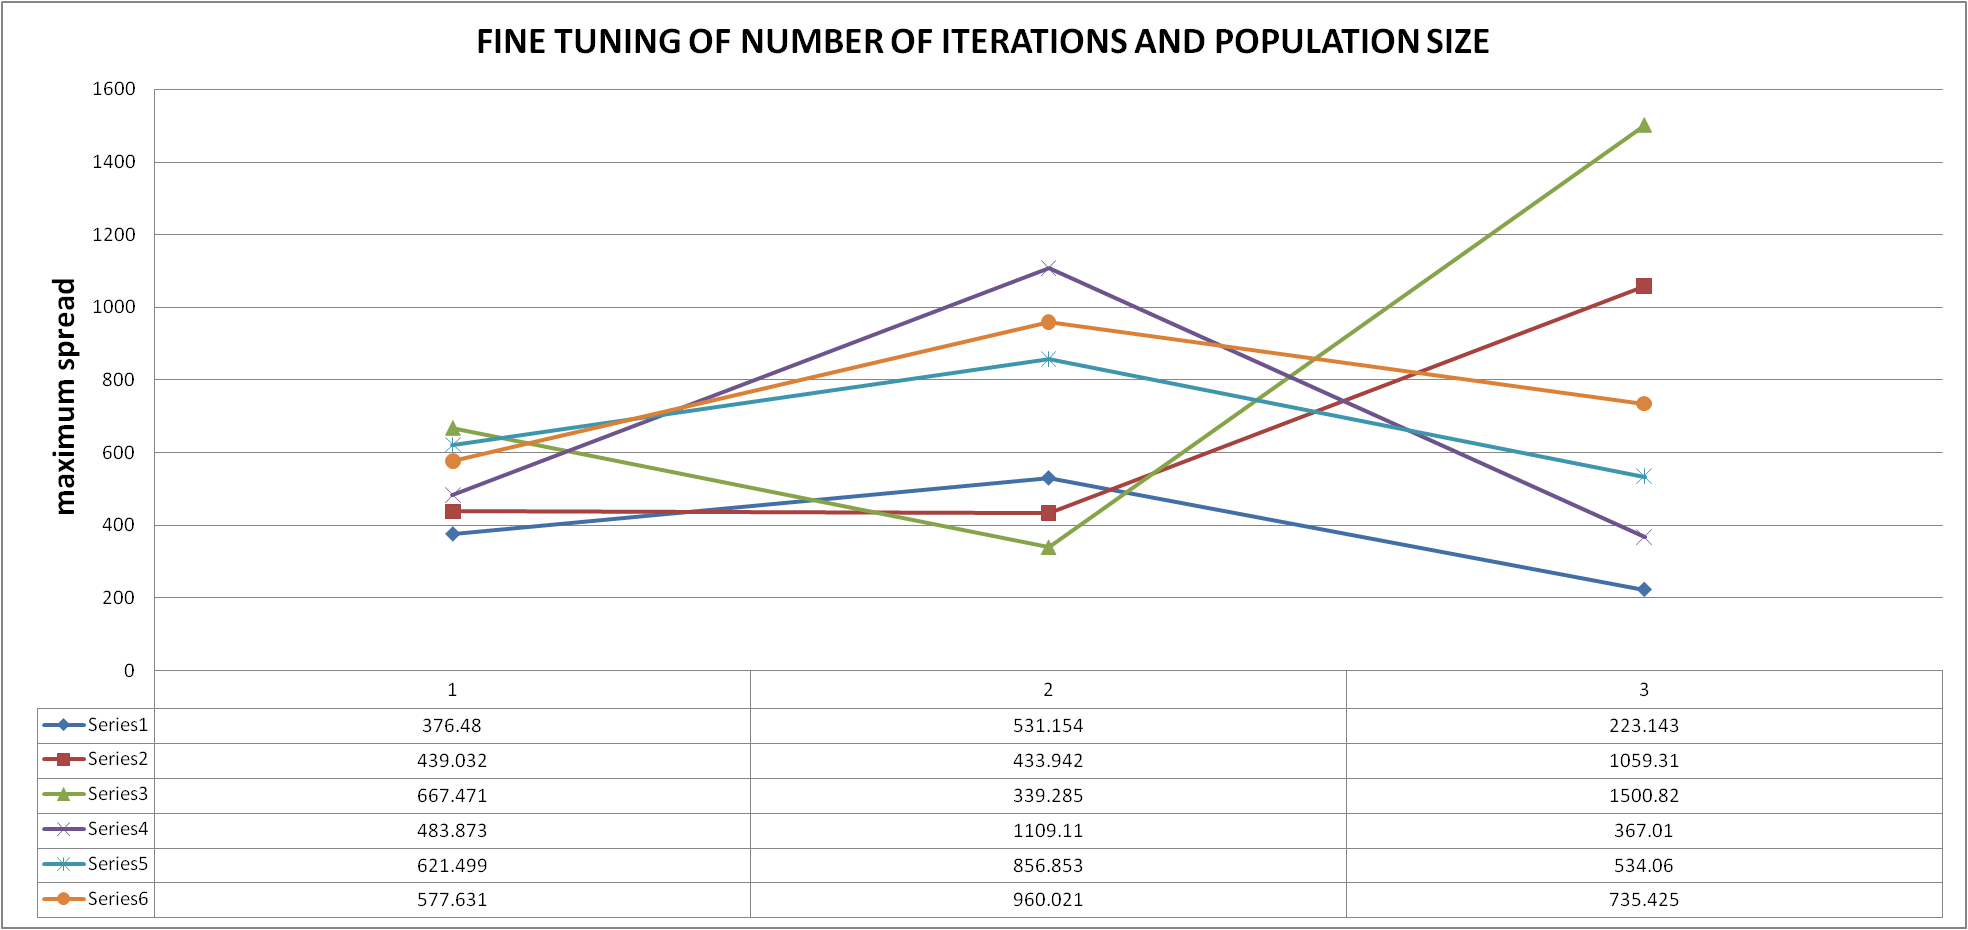 FINE TUNING OF NUMBER OF ITERATIONS AND POPULATION SIZE
maximum spread
1600
1400
1200
1000
800
600
400
200
0
1 2 3
Series1 376.48 531.154 223.143
Series2 439.032 433.942 1059.31
Series3 667.471 339.285 1500.82
Series4 483.873 1109.11 367.01
Series5 621.499 856.853 534.06
Series6 577.631 960.021 735.425